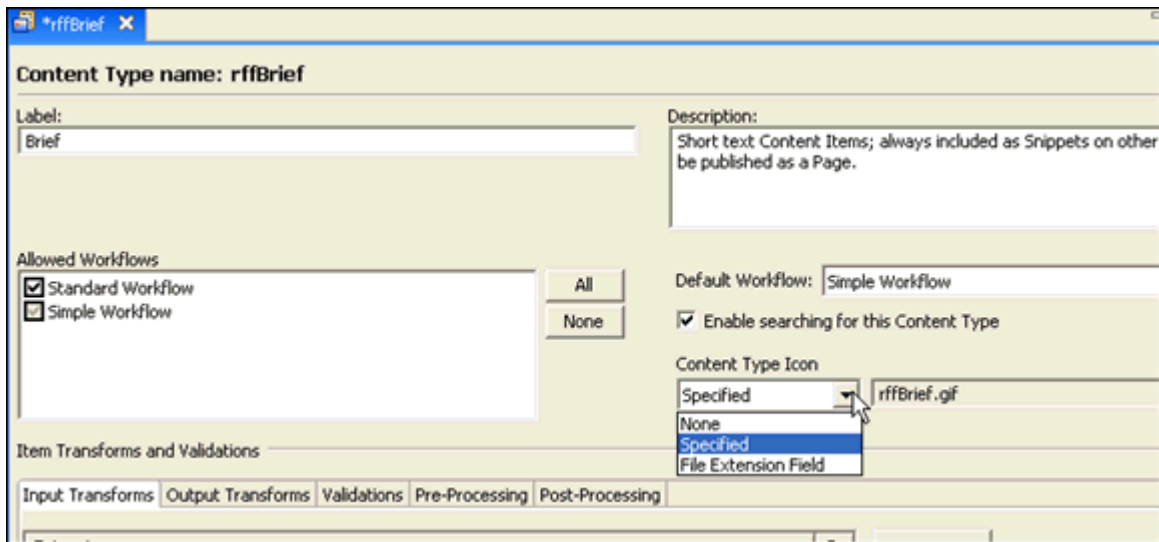 *rffBrief
Content Type name: rffBrief
Label:
Brief
Description:
Short text Content Items; always included as Snippets on other
be published as a Page.
Allowed Workflows
Standard Workflow
Simple Workflow
All
None
Default Workflow: Simple Workflow
Enable searching for this Content Type
Content Type Icon
Specified rffBrief.gif
None
Specified
File Extension Field
Item Transforms and Validations
Input Transforms Output Transforms Validations Pre-Processing Post-Processing